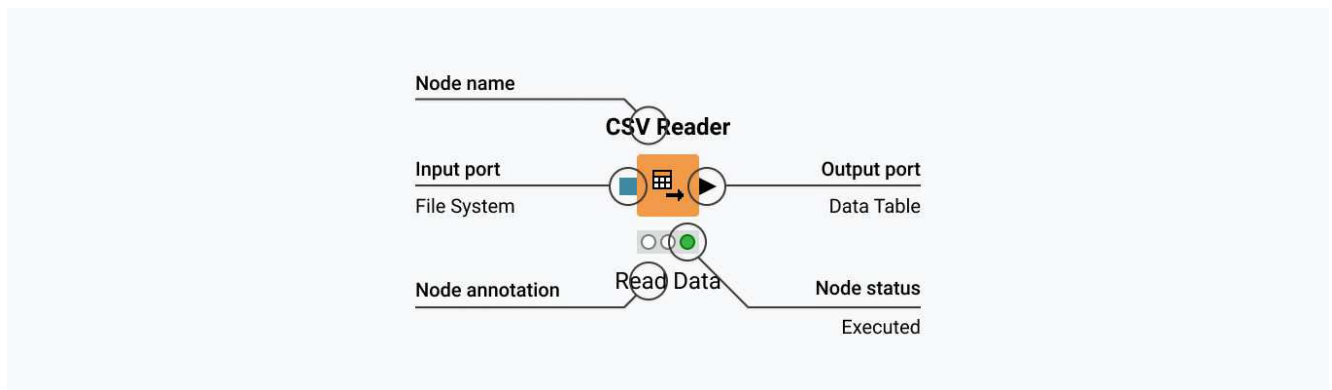 Node name
CSV Reader
Input port
File System
Output port
Data Table
Node annotation
Read Data
Node status
Executed